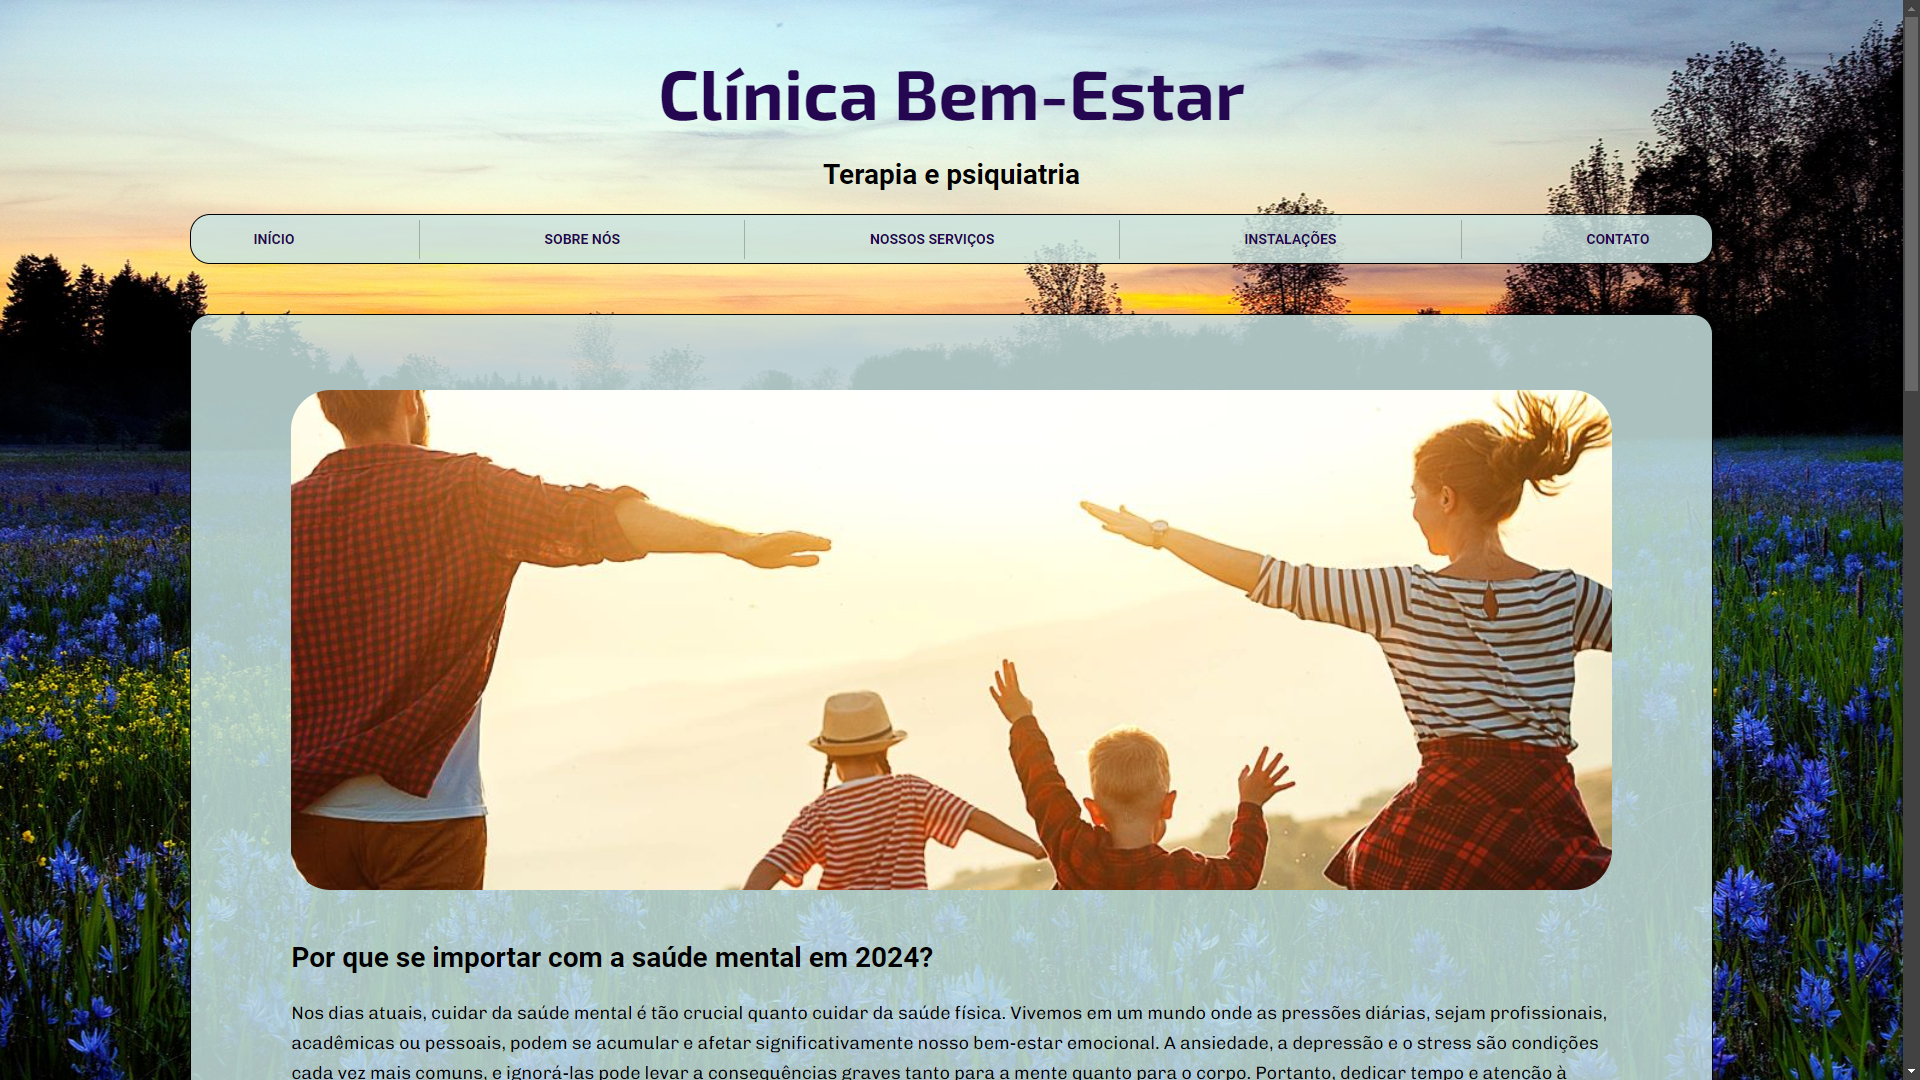 Clínica Bem-Estar
Terapia e psiquiatria
INÍCIO
SOBRE NÓS
NOSSOS SERVIÇOS
INSTALAÇÕES
CONTATO
Por que se importar com a saúde mental em 2024?
Nos dias atuais, cuidar da saúde mental é tão crucial quanto cuidar da saúde física. Vivemos em um mundo onde as pressões diárias, sejam profissionais,
acadêmicas ou pessoais, podem se acumular e afetar significativamente nosso bem-estar emocional. A ansiedade, a depressão e o stress são condições
cada vez mais comuns, e ignorá-las pode levar a consequências graves tanto para a mente quanto para o corpo. Portanto, dedicar tempo e atenção à